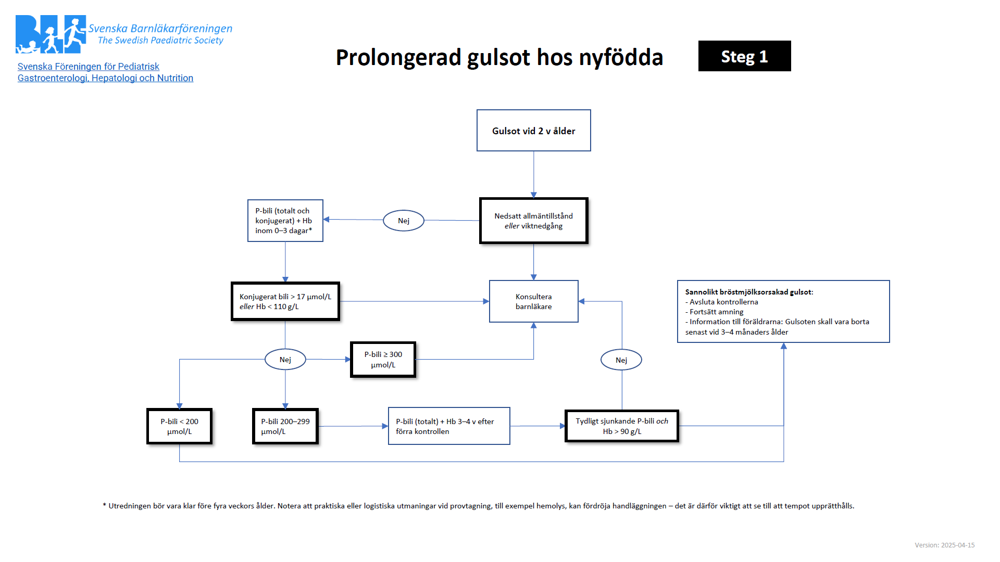 Svenska Barnläkarföreningen
The Swedish Paediatric Society
Svenska Föreningen för Pediatrisk
Gastroenterologi, Hepatologi och Nutrition
Prolongerad gulsot hos nyfödda
Steg 1
Gulsot vid 2 v ålder
Nedsatt allmäntillstånd
eller viktnedgång
Nej
P-bili (totalt och
konjugerat) + Hb
inom 0–3 dagar*
Konjugerat bili > 17 µmol/L
eller Hb < 110 g/L
Konsultera
barnläkare
Sannolikt bröstmjölksorsakad gulsot:
- Avsluta kontrollerna
- Fortsätt amning
- Information till föräldrarna: Gulsoten skall vara borta
senast vid 3–4 månaders ålder
Nej
P-bili ≥ 300
µmol/L
Nej
P-bili < 200
µmol/L
P-bili 200–299
µmol/L
P-bili (totalt) + Hb 3–4 v efter
förra kontrollen
Tydligt sjunkande P-bili och
Hb > 90 g/L
* Utredningen bör vara klar före fyra veckors ålder. Notera att praktiska eller logistiska utmaningar vid provtagning, till exempel hemolys, kan fördröja handläggningen – det är därför viktigt att se till att tempot upprätthålls.
Version: 2025-04-15